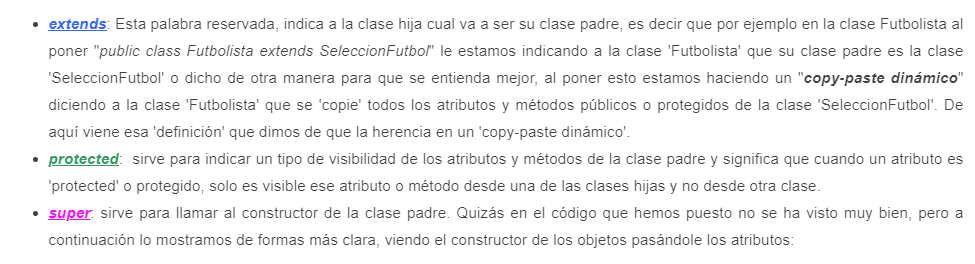 extends: Esta palabra reservada, indica a la clase hija cual va a ser su clase padre, es decir que por ejemplo en la clase Futbolista al
poner "public class Futbolista extends SeleccionFutbol" le estamos indicando a la clase 'Futbolista' que su clase padre es la clase
'SeleccionFutbol' o dicho de otra manera para que se entienda mejor, al poner esto estamos haciendo un "copy-paste dinámico"
diciendo a la clase 'Futbolista' que se 'copie' todos los atributos y métodos públicos o protegidos de la clase 'SeleccionFutbol'. De
aquí viene esa 'definición' que dimos de que la herencia en un 'copy-paste dinámico'.
protected: sirve para indicar un tipo de visibilidad de los atributos y métodos de la clase padre y significa que cuando un atributo es
'protected' o protegido, solo es visible ese atributo o método desde una de las clases hijas y no desde otra clase.
super: sirve para llamar al constructor de la clase padre. Quizás en el código que hemos puesto no se ha visto muy bien, pero a
continuación lo mostramos de formas más clara, viendo el constructor de los objetos pasándole los atributos: